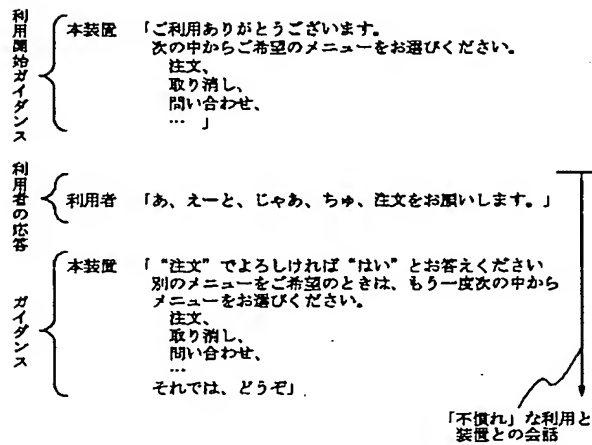 利用開始ガイダンス
本装置 「ご利用ありがとうございます。
次の中からご希望のメニューをお選びください。
注文、
取り消し、
問い合わせ、
… 」
利用者の応答
利用者 「あ、えーと、じゃあ、ちゅ、注文をお願いします。」
ガイダンス
本装置 「“注文”でよろしければ“はい”とお答えください
別のメニューをご希望のときは、もう一度次の中から
メニューをお選びください。
注文、
取り消し、
問い合わせ、
…
それでは、どうぞ」
「不慣れ」な利用と
装置との会話